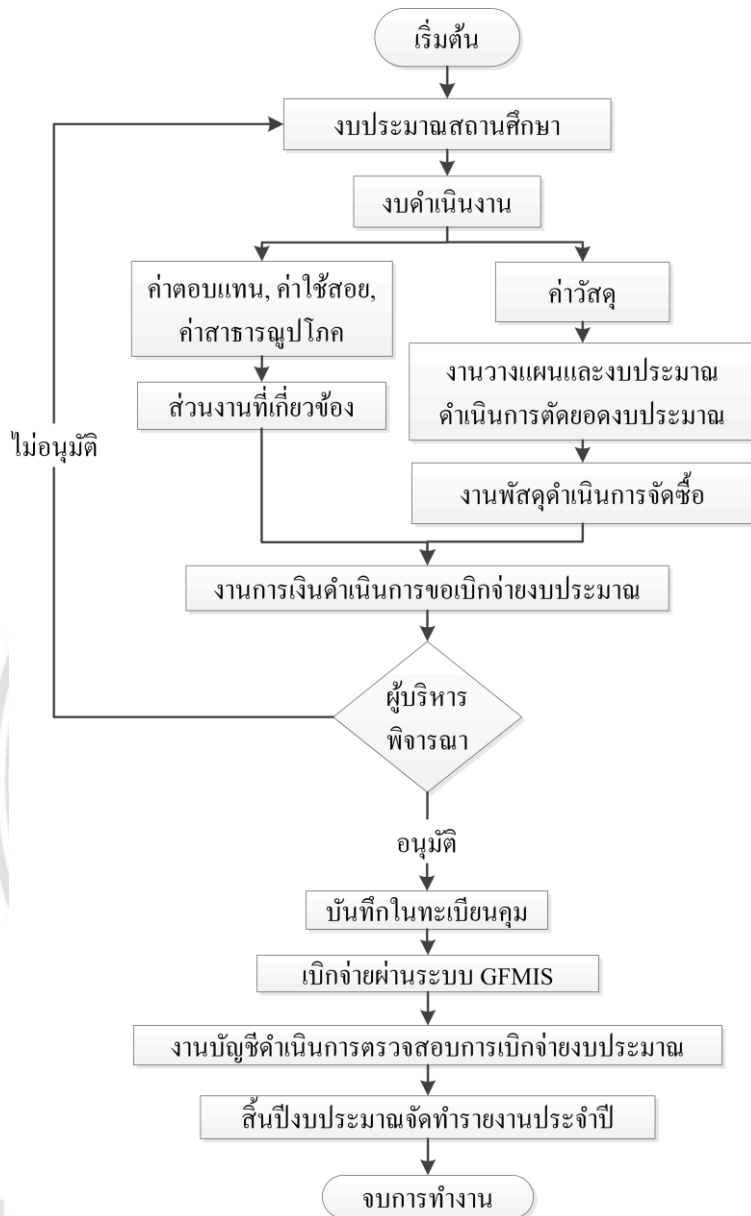 เริ่มต้น
งบประมาณสถานศึกษา
งบดำเนินงาน
ค่าตอบแทน, ค่าใช้สอย,
ค่าสาธารณูปโภค
ค่าวัสดุ
ส่วนงานที่เกี่ยวข้อง
งานวางแผนและงบประมาณ
ดำเนินการตัดยอดงบประมาณ
ไม่อนุมัติ
งานพัสดุดำเนินการจัดซื้อ
งานการเงินดำเนินการขอเบิกจ่ายงบประมาณ
ผู้บริหาร
พิจารณา
อนุมัติ
บันทึกในทะเบียนคุม
เบิกจ่ายผ่านระบบ GFMIS
งานบัญชีดำเนินการตรวจสอบการเบิกจ่ายงบประมาณ
สิ้นปีงบประมาณจัดทำรายงานประจำปี
จบการทำงาน